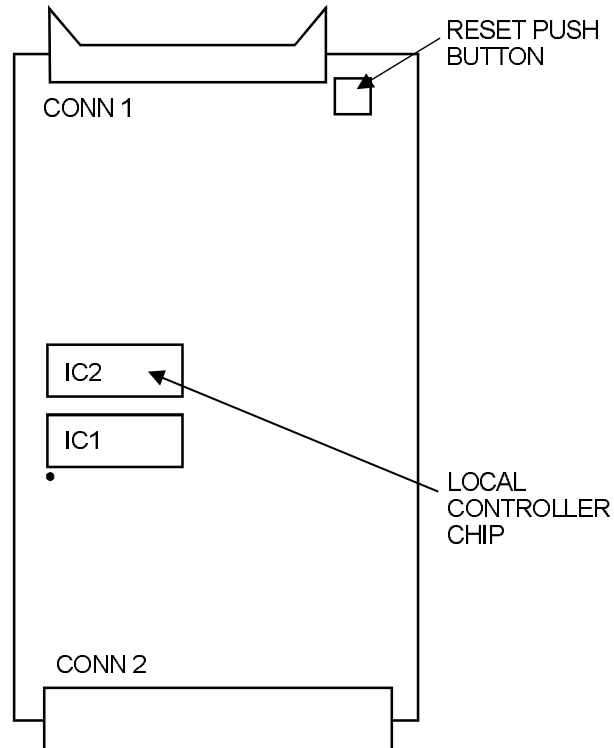 RESET PUSH
BUTTON
CONN 1
IC2
IC1
LOCAL
CONTROLLER
CHIP
CONN 2